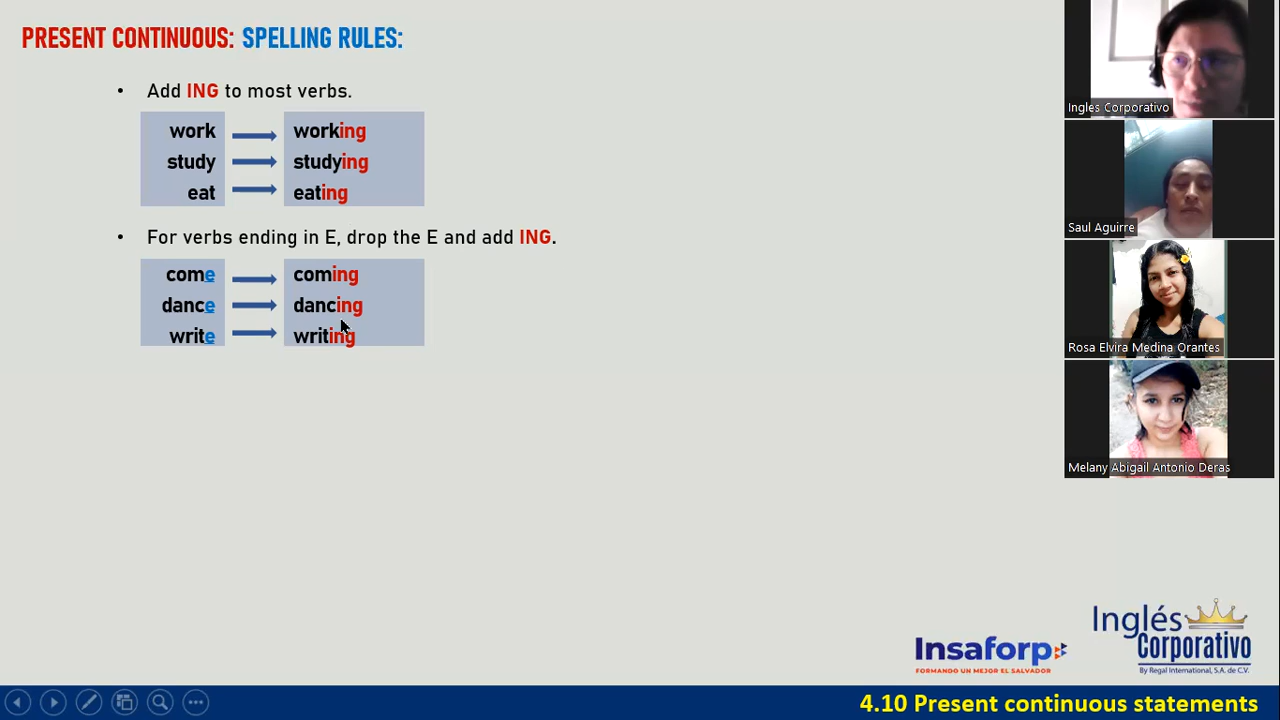 PRESENT CONTINUOUS: SPELLING RULES:
• Add ING to most verbs.
work working
study studying
eat eating
• For verbs ending in E, drop the E and add ING.
come coming
dance dancing
write writing
Ingles Corporativo
Saul Aguirre
Rosa Elvira Medina Orantes
Melany Abigail Antonio Deras
Insaforp
FORMANDO UN MEJOR EL SALVADOR
Inglés
Corporativo
By Regal International, S.A. de C.V.
4.10 Present continuous statements